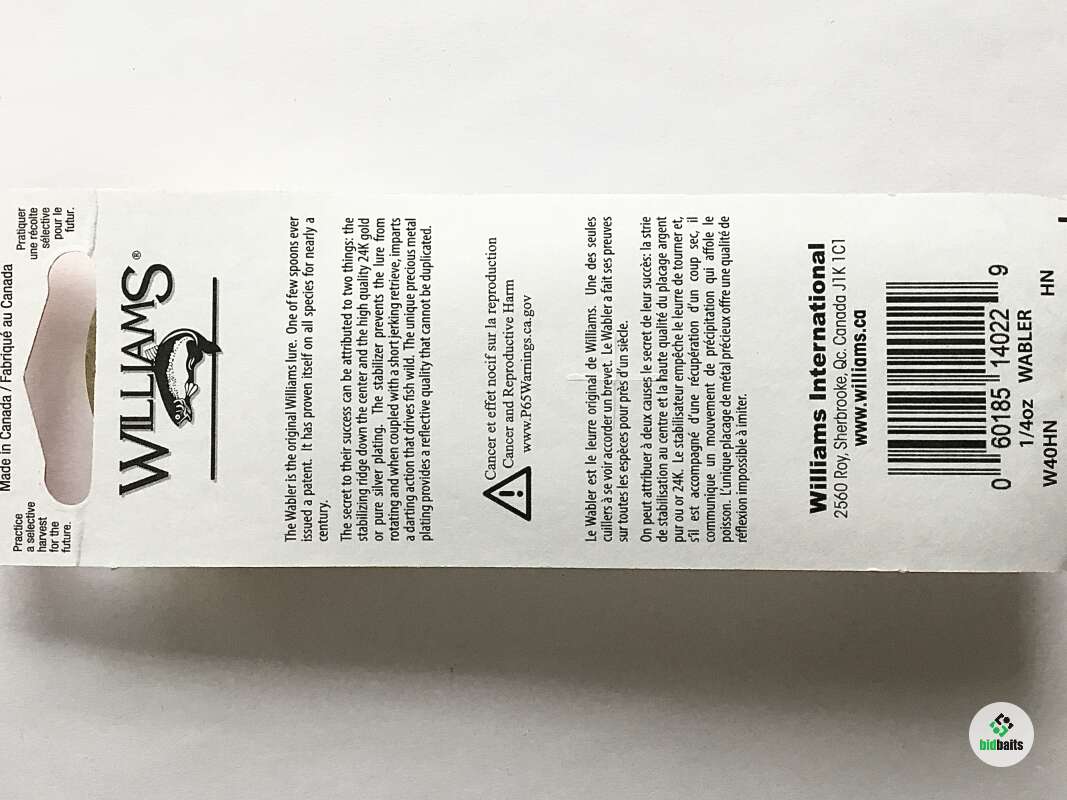 Made in Canada / Fabriqué au Canada
Practice
a selective
harvest
for the
future.
Pratiquer
une récolte
sélective
pour le
futur.
WILLIAMS®
The Wabler is the original Williams lure. One of few spoons ever
issued a patent. It has proven itself on all species for nearly a
century.
The secret to their success can be attributed to two things: the
stabilizing ridge down the center and the high quality 24K gold
or pure silver plating. The stabilizer prevents the lure from
rotating and when coupled with a short jerking retrieve, imparts
a darting action that drives fish wild. The unique precious metal
plating provides a reflective quality that cannot be duplicated.
Cancer et effet nocif sur la reproduction
Cancer and Reproductive Harm
www.P65Warnings.ca.gov
Le Wabler est le leurre original de Williams. Une des seules
cuillers à se voir accorder un brevet. Le Wabler a fait ses preuves
sur toutes les espèces pour près d'un siècle.
On peut attribuer à deux causes le secret de leur succès: la strie
de stabilisation au centre et la haute qualité du placage argent
pur ou or 24K. Le stabilisateur empêche le leurre de tourner et,
s'il est accompagné d'une récupération d'un coup sec, il
communique un mouvement de précipitation qui affole le
poisson. L'unique placage de métal précieux offre une qualité de
réflexion impossible à imiter.
Williams International
2560 Roy, Sherbrooke, Qc. Canada J1K 1C1
www.williams.ca
0 60185 14022 9
1/4oz WABLER
W40HN HN
bidbaits